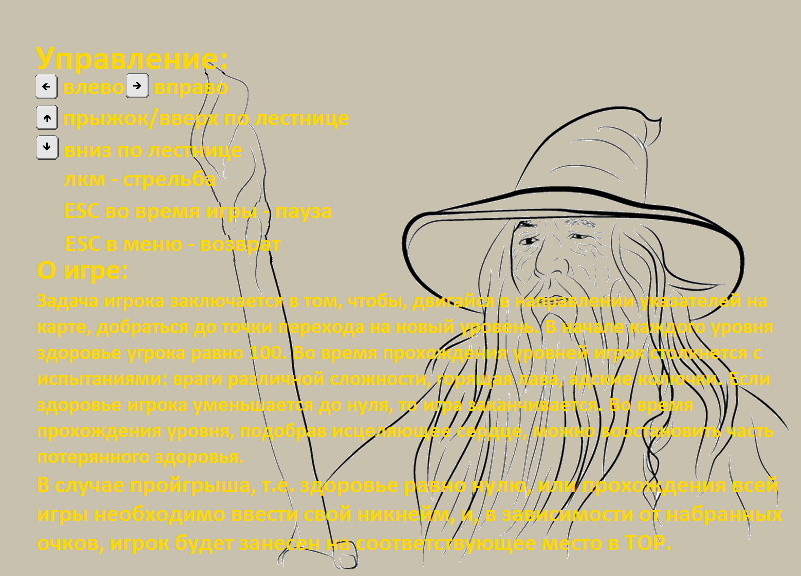 Управление:
← влево → вправо
↑ прыжок/вверх по лестнице
↓ вниз по лестнице
лкм - стрельба
ESC во время игры - пауза
ESC в меню - возврат
О игре:
Задача игрока заключается в том, чтобы, двигайся в направлении указателей на
карте, добраться до точки перехода на новый уровень. В начале каждого уровня
здоровье угрока равно 100. Во время прохождения уровней игрок столкнется с
испытаниями: враги различной сложности, горящая лава, адские колючки. Если
здоровье игрока уменьшается до нуля, то игра заканчивается. Во время
прохождения уровня, подобрав исцеляющее сердце, можно восстановить часть
потерянного здоровья.
В случае пройгрыша, т.е. здоровье равно нулю, или прохождения всей
игры необходимо ввести свой никнейм, и, в зависимости от набранных
очков, игрок будет занесен на соответствующее место в TOP.